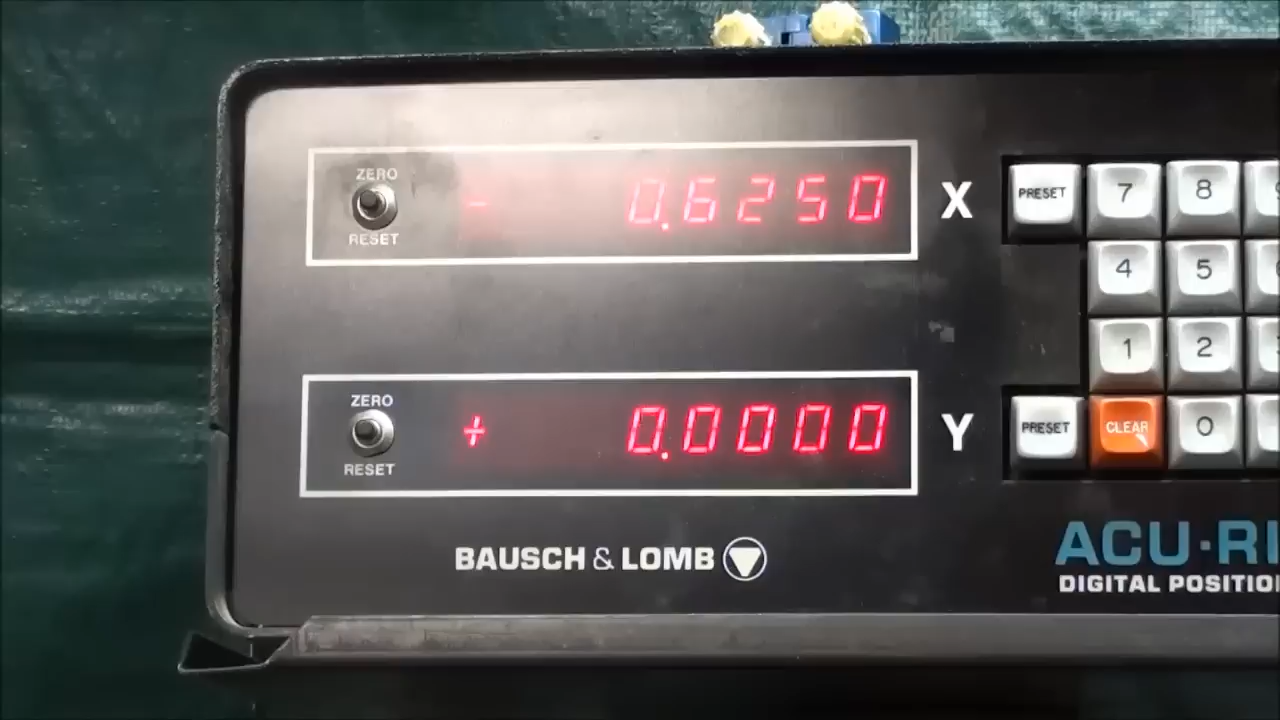 ZERO
RESET
- 0.6250 X
PRESET 7 8
4 5
1 2
ZERO
RESET
+ 0.0000 Y
PRESET CLEAR 0
BAUSCH & LOMB
ACU·RI
DIGITAL POSITIO